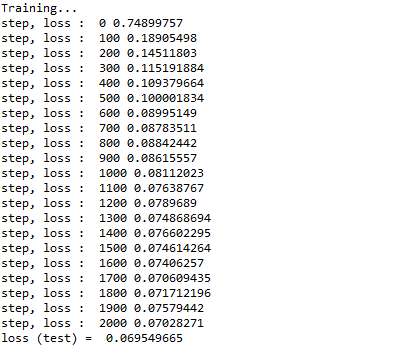 Training...
step, loss :  0 0.74899757
step, loss :  100 0.18905498
step, loss :  200 0.14511803
step, loss :  300 0.115191884
step, loss :  400 0.109379664
step, loss :  500 0.100001834
step, loss :  600 0.08995149
step, loss :  700 0.08783511
step, loss :  800 0.08842442
step, loss :  900 0.08615557
step, loss :  1000 0.08112023
step, loss :  1100 0.07638767
step, loss :  1200 0.0789689
step, loss :  1300 0.074868694
step, loss :  1400 0.076602295
step, loss :  1500 0.074614264
step, loss :  1600 0.07406257
step, loss :  1700 0.070609435
step, loss :  1800 0.071712196
step, loss :  1900 0.07579442
step, loss :  2000 0.07028271
loss (test) =  0.069549665